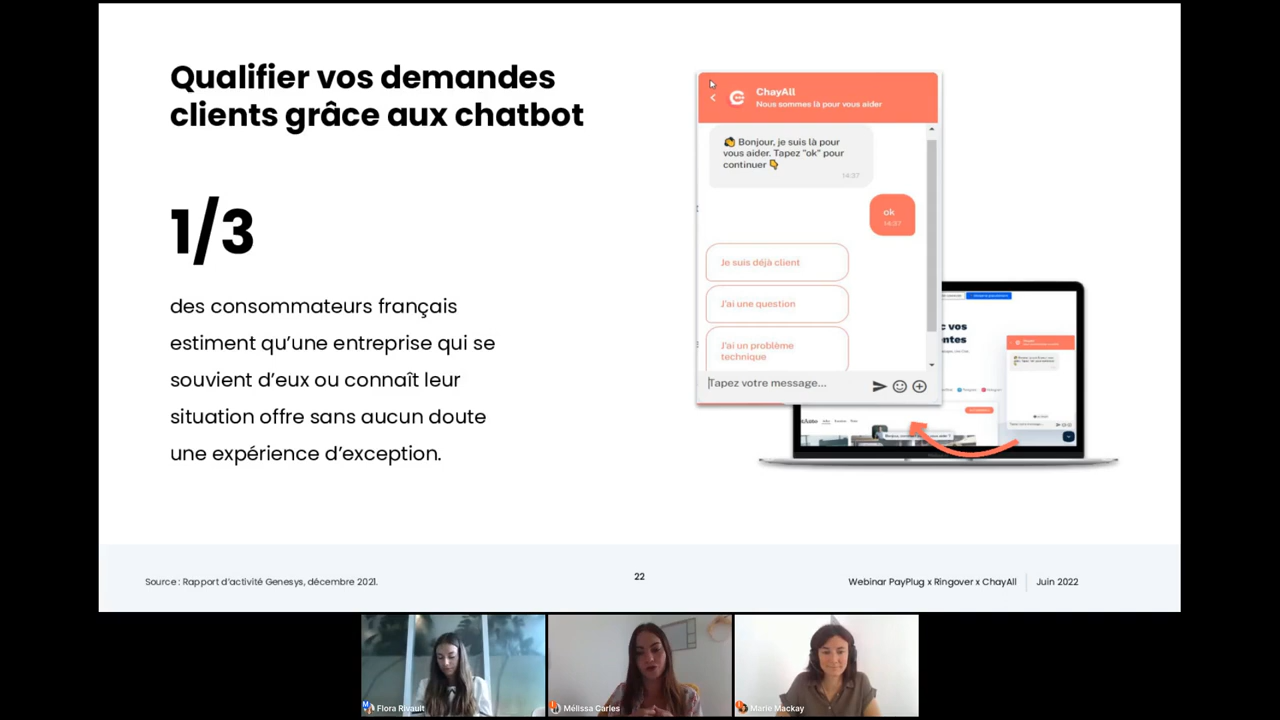 Qualifier vos demandes
clients grâce aux chatbot
1/3
des consommateurs français
estiment qu'une entreprise qui se
souvient d'eux ou connaît leur
situation offre sans aucun doute
une expérience d'exception.
ChayAll
Nous sommes là pour vous aider
Bonjour, je suis là pour
vous aider. Tapez "ok" pour
continuer
14:37
ok
14:37
Je suis déjà client
J'ai une question
J'ai un problème
technique
Tapez votre message...
Source : Rapport d'activité Genesys, décembre 2021.
22
Webinar PayPlug x Ringover x ChayAll
Juin 2022
Flora Rivault
Mélissa Carles
Marie Mackay